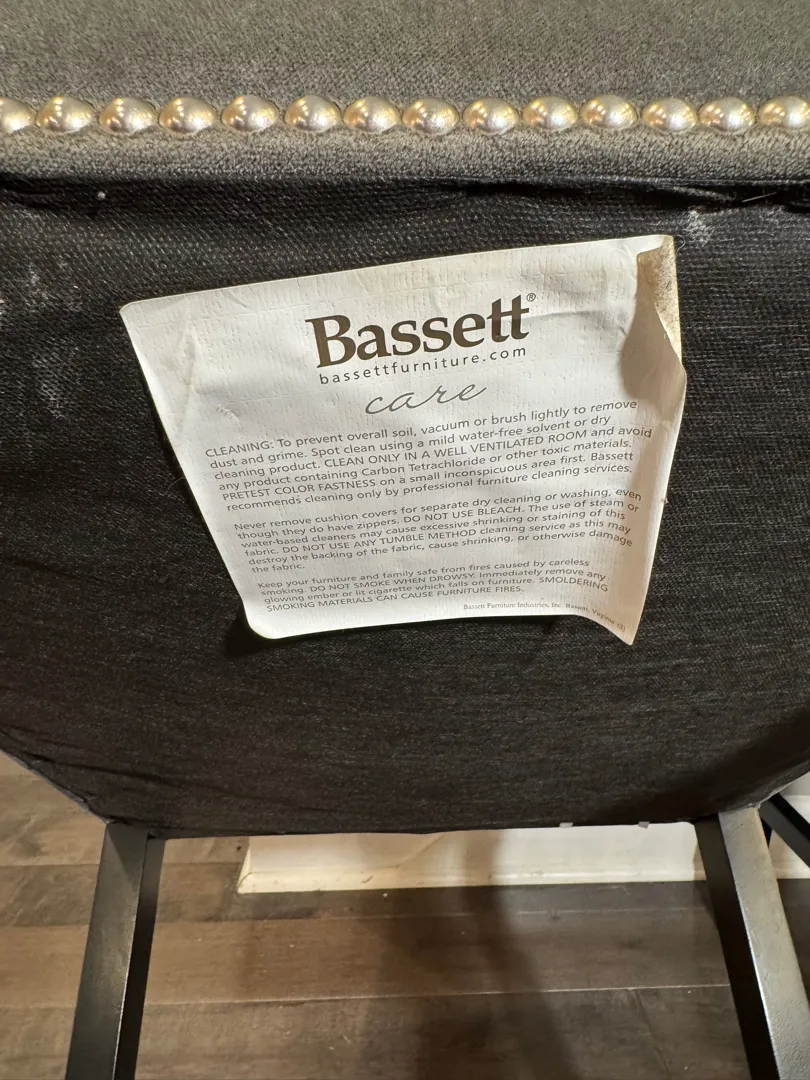 Bassett®
bassettfurniture.com
care
CLEANING: To prevent overall soil, vacuum or brush lightly to remove
dust and grime. Spot clean using a mild water-free solvent or dry
cleaning product. CLEAN ONLY IN A WELL VENTILATED ROOM and avoid
any product containing Carbon Tetrachloride or other toxic materials.
PRETEST COLOR FASTNESS on a small inconspicuous area first. Bassett
recommends cleaning only by professional furniture cleaning services.
Never remove cushion covers for separate dry cleaning or washing, even
though they do have zippers. DO NOT USE BLEACH. The use of steam or
water-based cleaners may cause excessive shrinking or staining of this
fabric. DO NOT USE ANY TUMBLE METHOD cleaning service as this may
destroy the backing of the fabric, cause shrinking, or otherwise damage
the fabric.
Keep your furniture and family safe from fires caused by careless
smoking. DO NOT SMOKE WHEN DROWSY. Immediately remove any
glowing ember or lit cigarette which falls on furniture. SMOLDERING
SMOKING MATERIALS CAN CAUSE FURNITURE FIRES.
Bassett Furniture Industries, Inc. Bassett, Virginia